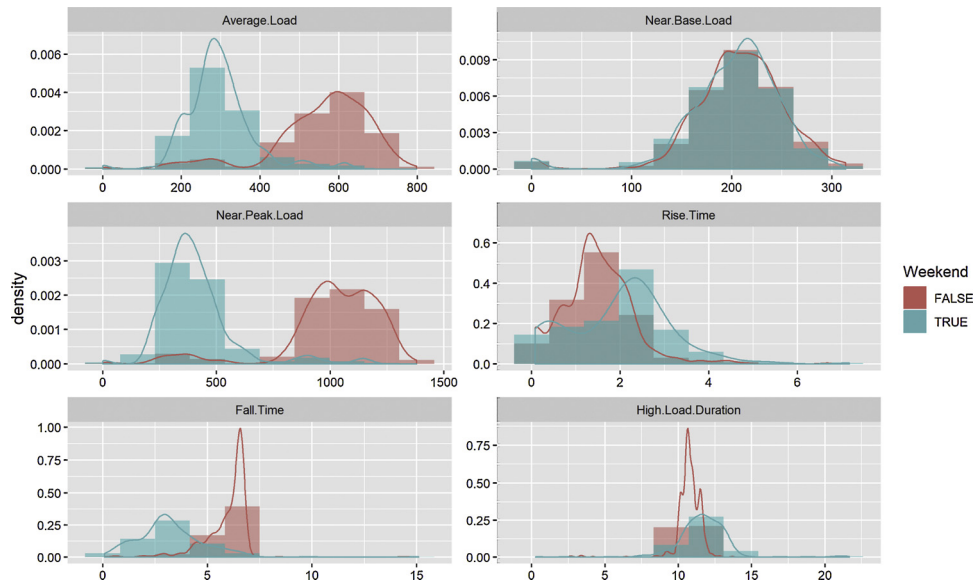 Average.Load
Near.Base.Load
0.006
0.004
0.002
0.000
0 200 400 600 800
0.009
0.006
0.003
0.000
0 100 200 300
Near.Peak.Load
Rise.Time
0.003
0.002
0.001
0.000
0 500 1000 1500
0.6
0.4
0.2
0.0
0 2 4 6
density
Weekend
FALSE
TRUE
Fall.Time
High.Load.Duration
1.00
0.75
0.50
0.25
0.00
0 5 10 15
0.75
0.50
0.25
0.00
0 5 10 15 20